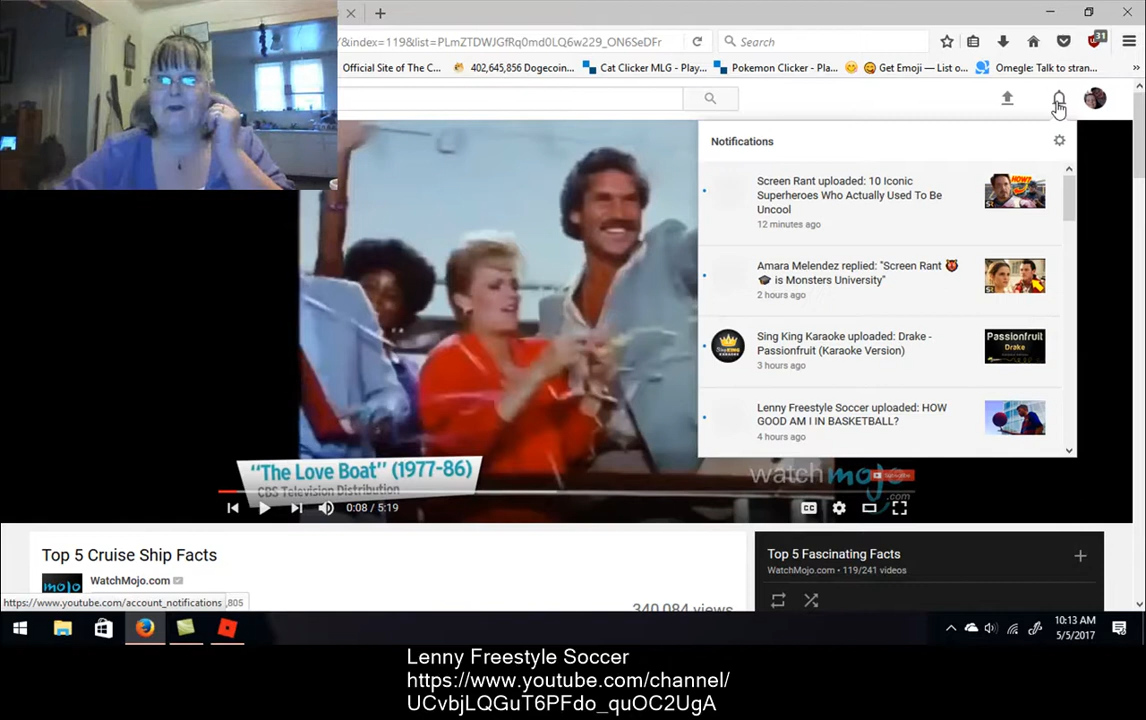 Y&index=119&list=PLmZTDWJGfRq0md0LQ6w229_ON6SeDFr
Search
31
Official Site of The C...
402,645,856 Dogecoin...
Cat Clicker MLG - Play...
Pokemon Clicker - Pla...
Get Emoji — List o...
Omegle: Talk to stran...
Notifications
Screen Rant uploaded: 10 Iconic
Superheroes Who Actually Used To Be
Uncool
12 minutes ago
HOW?
Amara Melendez replied: "Screen Rant 👹
🎓 is Monsters University"
2 hours ago
Sing King Karaoke uploaded: Drake -
Passionfruit (Karaoke Version)
3 hours ago
Passionfruit
Drake
Lenny Freestyle Soccer uploaded: HOW
GOOD AM I IN BASKETBALL?
4 hours ago
"The Love Boat" (1977-86)
CBS Television Distribution
watchmojo
.com
0:08 / 5:19
CC
Top 5 Cruise Ship Facts
mojo
WatchMojo.com
340,084 views
Top 5 Fascinating Facts
WatchMojo.com • 119/241 videos
https://www.youtube.com/account_notifications
,805
10:13 AM
5/5/2017
Lenny Freestyle Soccer
https://www.youtube.com/channel/
UCvbjLQGuT6PFdo_quOC2UgA